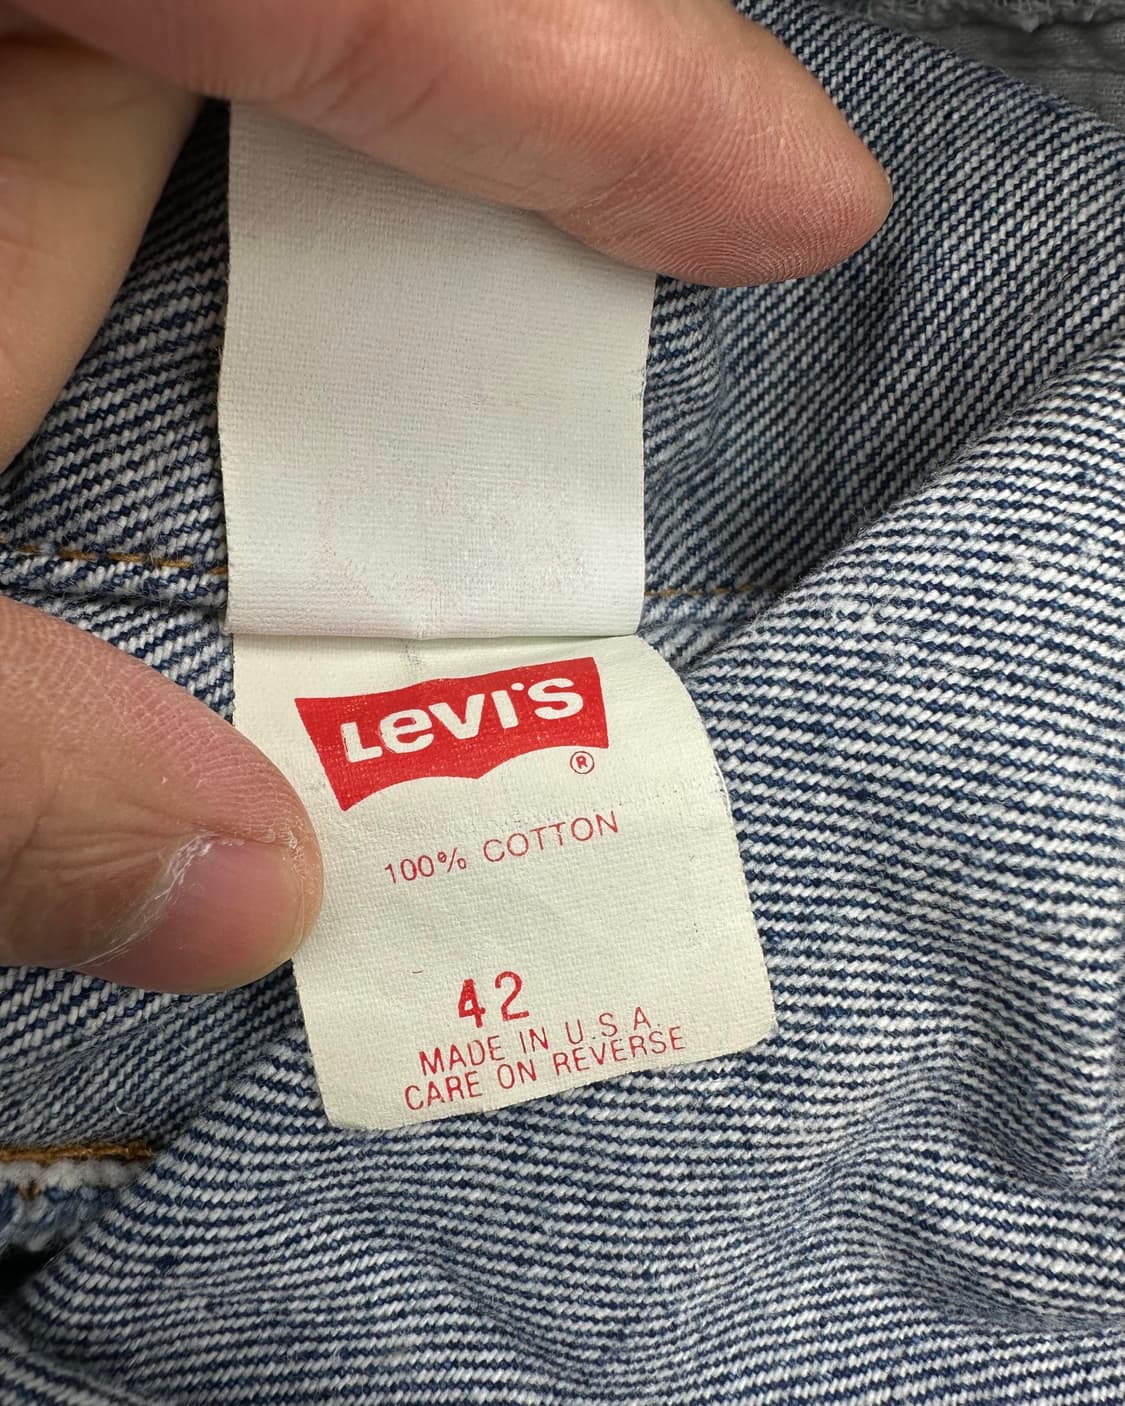 Levi's
®
100% COTTON
42
MADE IN U.S.A.
CARE ON REVERSE